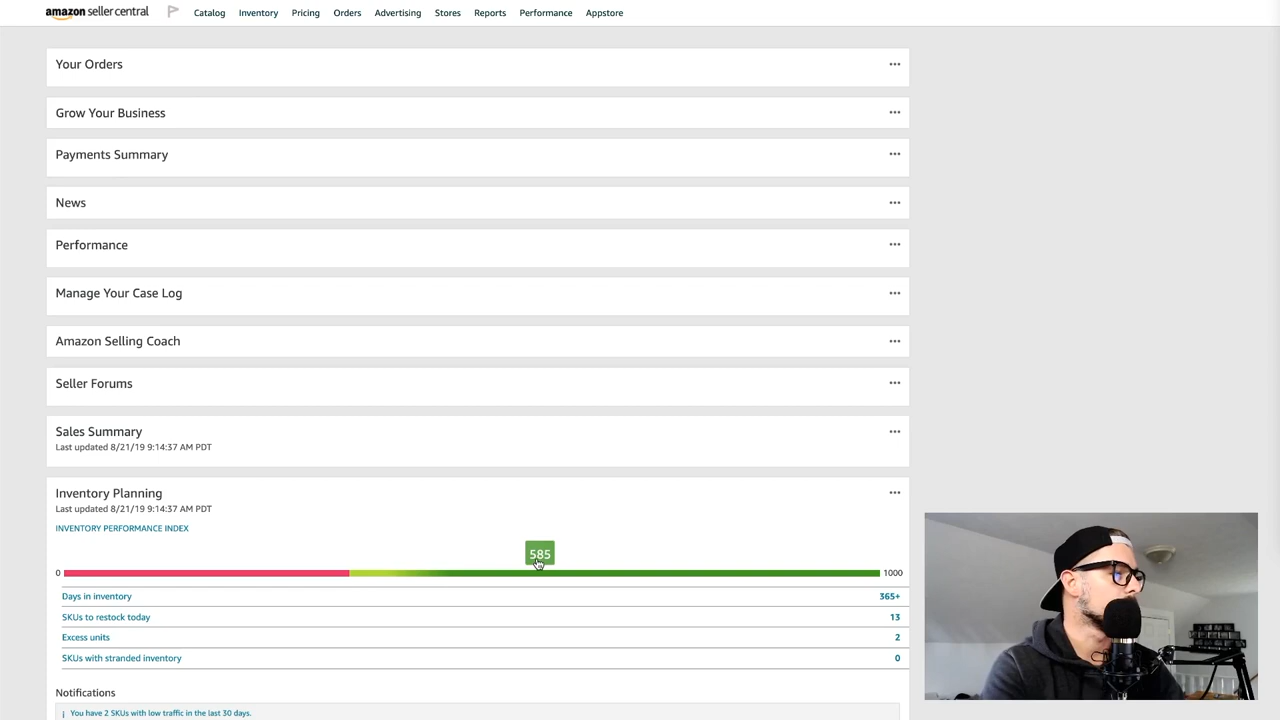 amazon seller central
Catalog Inventory Pricing Orders Advertising Stores Reports Performance Appstore
Your Orders
Grow Your Business
Payments Summary
News
Performance
Manage Your Case Log
Amazon Selling Coach
Seller Forums
Sales Summary
Last updated 8/21/19 9:14:37 AM PDT
Inventory Planning
Last updated 8/21/19 9:14:37 AM PDT
INVENTORY PERFORMANCE INDEX
585
0 1000
Days in inventory 365+
SKUs to restock today 13
Excess units 2
SKUs with stranded inventory 0
Notifications
¡ You have 2 SKUs with low traffic in the last 30 days.